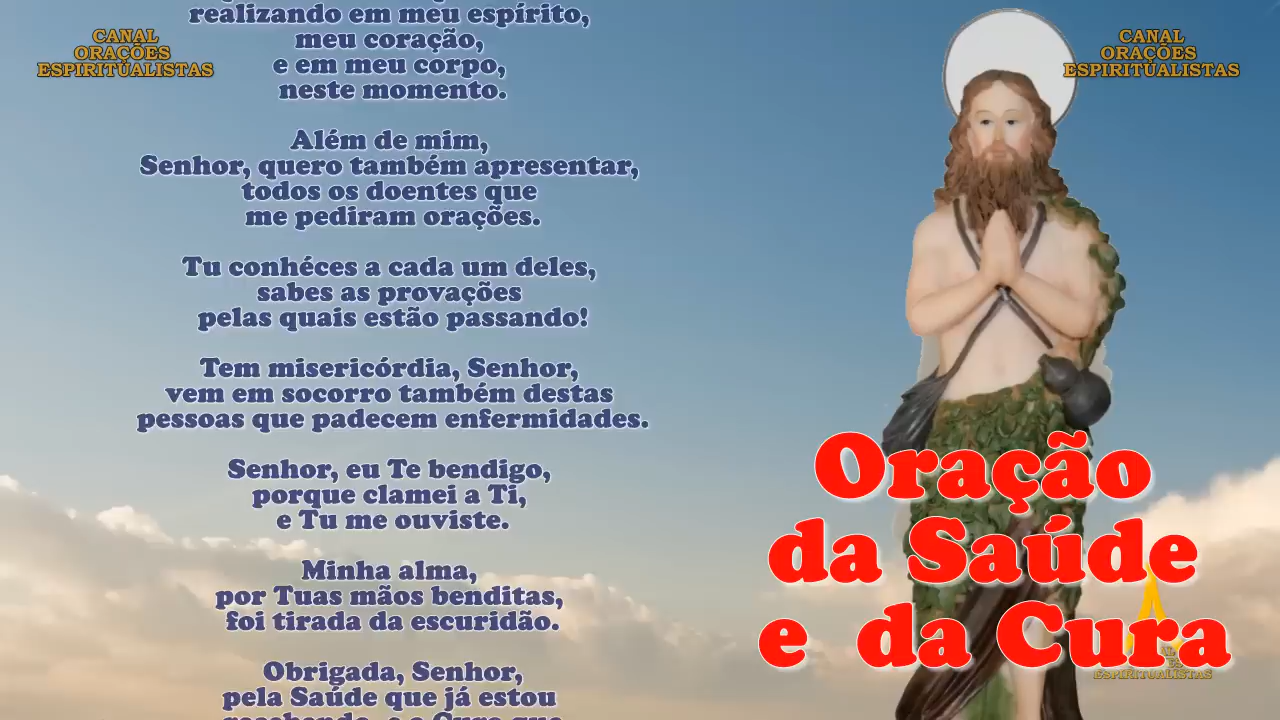 realizando em meu espírito,
meu coração,
e em meu corpo,
neste momento.
Além de mim,
Senhor, quero também apresentar,
todos os doentes que
me pediram orações.
Tu conhéces a cada um deles,
sabes as provações
pelas quais estão passando!
Tem misericórdia, Senhor,
vem em socorro também destas
pessoas que padecem enfermidades.
Senhor, eu Te bendigo,
porque clamei a Ti,
e Tu me ouviste.
Minha alma,
por Tuas mãos benditas,
foi tirada da escuridão.
Obrigada, Senhor,
pela Saúde que já estou
CANAL
ORAÇÕES
ESPIRITUALISTAS
CANAL
ORAÇÕES
ESPIRITUALISTAS
Oração
da Saúde
e da Cura
ESPIRITUALISTAS